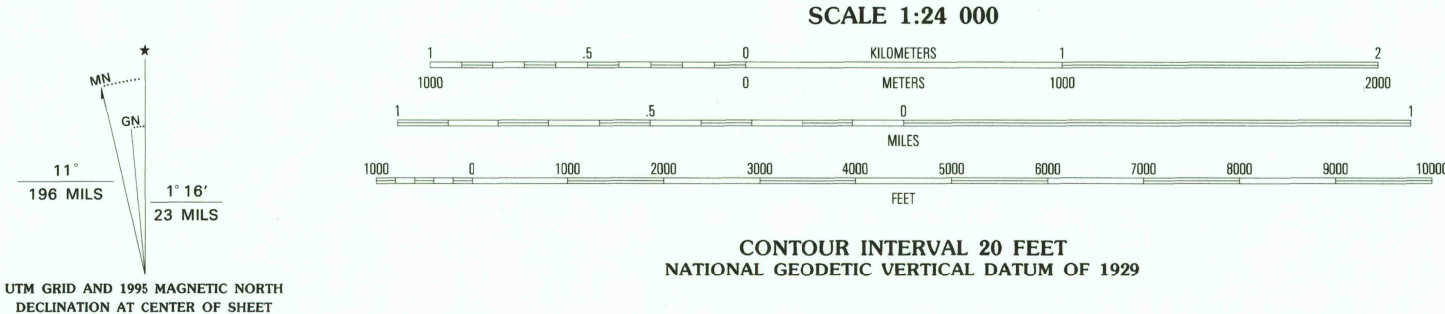 ★
MN
GN
11°
196 MILS
1° 16′
23 MILS
UTM GRID AND 1995 MAGNETIC NORTH
DECLINATION AT CENTER OF SHEET
SCALE 1:24 000
1 .5 0 KILOMETERS 1 2
1000 0 METERS 1000 2000
1 .5 0 1
MILES
1000 0 1000 2000 3000 4000 5000 6000 7000 8000 9000 10000
FEET
CONTOUR INTERVAL 20 FEET
NATIONAL GEODETIC VERTICAL DATUM OF 1929